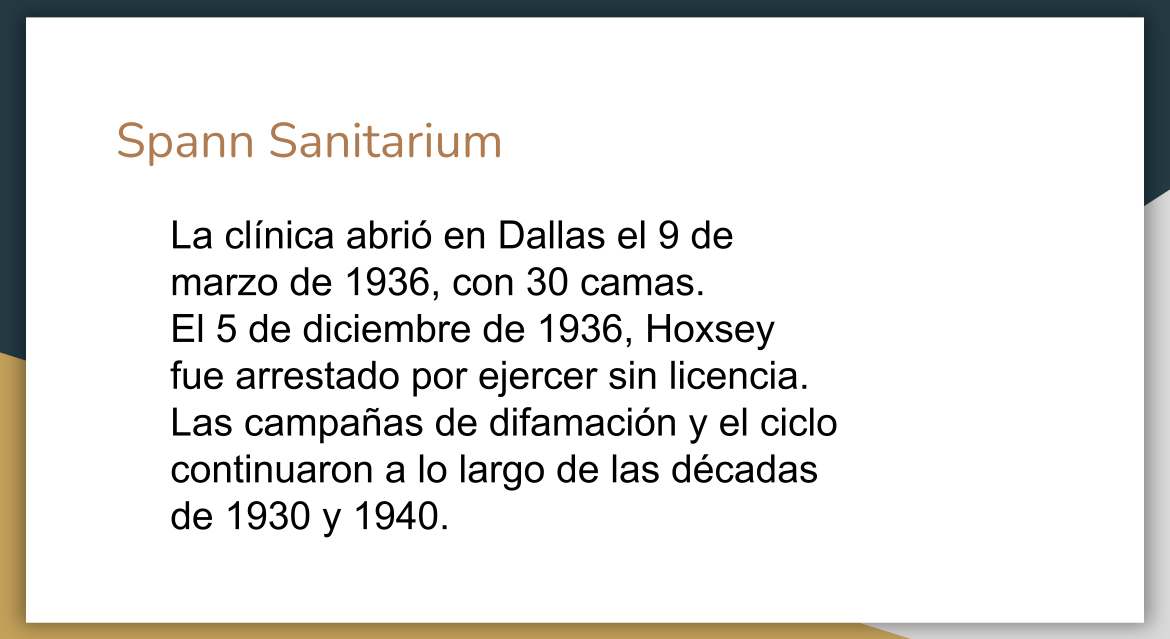 Spann Sanitarium
La clínica abrió en Dallas el 9 de
marzo de 1936, con 30 camas.
El 5 de diciembre de 1936, Hoxsey
fue arrestado por ejercer sin licencia.
Las campañas de difamación y el ciclo
continuaron a lo largo de las décadas
de 1930 y 1940.